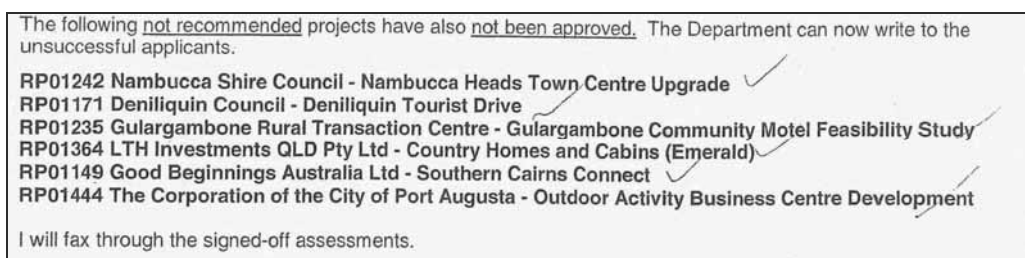 The following not recommended projects have also not been approved. The Department can now write to the
unsuccessful applicants.
RP01242 Nambucca Shire Council - Nambucca Heads Town Centre Upgrade
RP01171 Deniliquin Council - Deniliquin Tourist Drive
RP01235 Gulargambone Rural Transaction Centre - Gulargambone Community Motel Feasibility Study
RP01364 LTH Investments QLD Pty Ltd - Country Homes and Cabins (Emerald)
RP01149 Good Beginnings Australia Ltd - Southern Cairns Connect
RP01444 The Corporation of the City of Port Augusta - Outdoor Activity Business Centre Development
I will fax through the signed-off assessments.